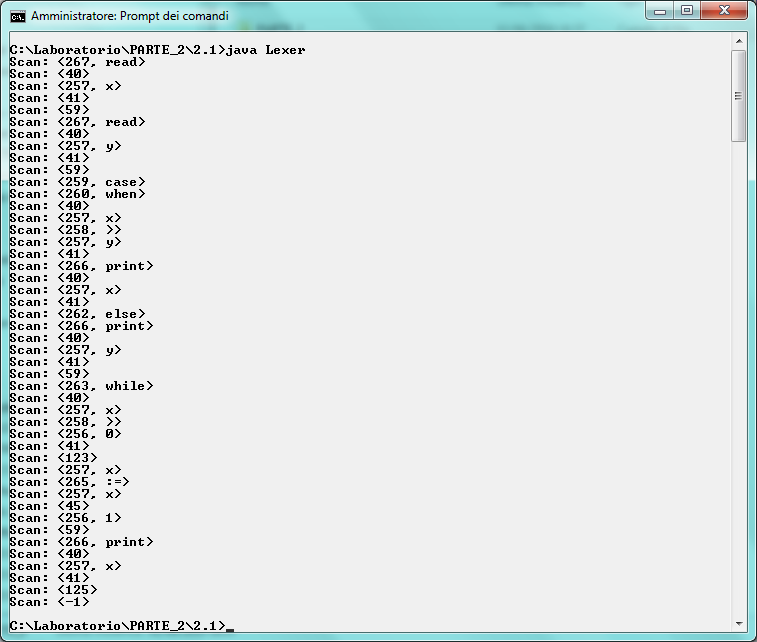 Amministratore: Prompt dei comandi
C:\Laboratorio\PARTE_2\2.1>java Lexer
Scan: <267, read>
Scan: <40>
Scan: <257, x>
Scan: <41>
Scan: <59>
Scan: <267, read>
Scan: <40>
Scan: <257, y>
Scan: <41>
Scan: <59>
Scan: <259, case>
Scan: <260, when>
Scan: <40>
Scan: <257, x>
Scan: <258, >>
Scan: <257, y>
Scan: <41>
Scan: <266, print>
Scan: <40>
Scan: <257, x>
Scan: <41>
Scan: <262, else>
Scan: <266, print>
Scan: <40>
Scan: <257, y>
Scan: <41>
Scan: <59>
Scan: <263, while>
Scan: <40>
Scan: <257, x>
Scan: <258, >>
Scan: <256, 0>
Scan: <41>
Scan: <123>
Scan: <257, x>
Scan: <265, :=>
Scan: <257, x>
Scan: <45>
Scan: <256, 1>
Scan: <59>
Scan: <266, print>
Scan: <40>
Scan: <257, x>
Scan: <41>
Scan: <125>
Scan: <-1>
C:\Laboratorio\PARTE_2\2.1>_